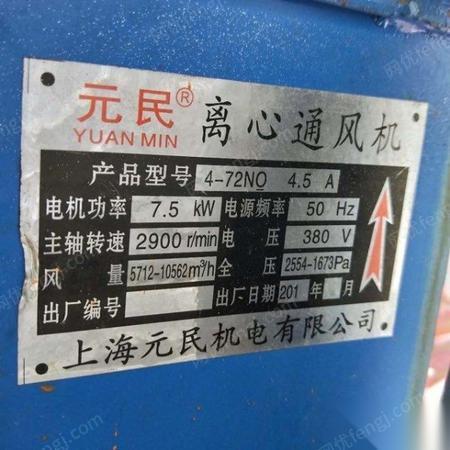 元民® 离心通风机
YUAN MIN
产品型号 4-72NO 4.5 A
电机功率 7.5 kW 电源频率 50 Hz
主轴转速 2900 r/min 电 压 380 V
风 量 5712-10562m³/h 全 压 2554-1673Pa
出厂编号 出厂日期 201 年 月
上海元民机电有限公司